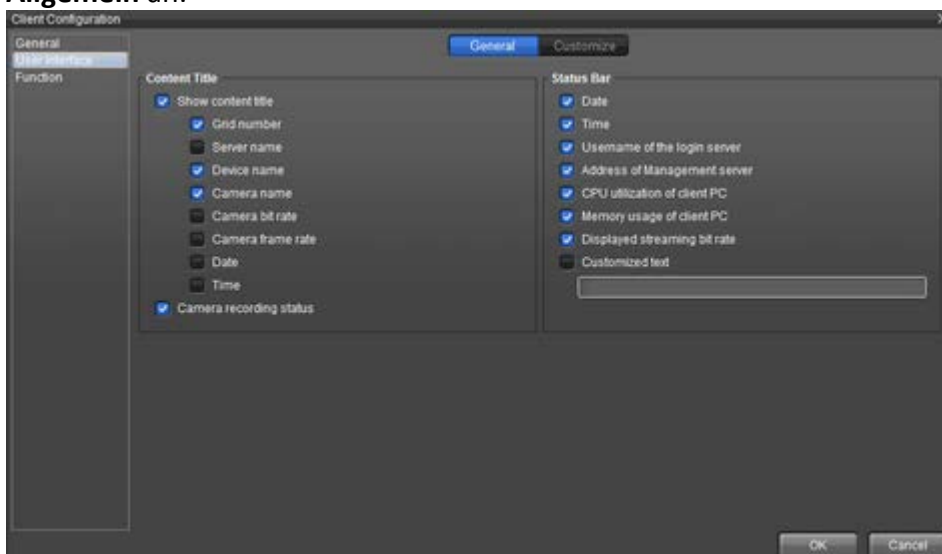 Allgemein an.
Client Configuration
General
User Interface
Function
General Customize
Content Title
Show content title
Grid number
Server name
Device name
Camera name
Camera bit rate
Camera frame rate
Date
Time
Camera recording status
Status Bar
Date
Time
Username of the login server
Address of Management server
CPU utilization of client PC
Memory usage of client PC
Displayed streaming bit rate
Customized text
OK Cancel